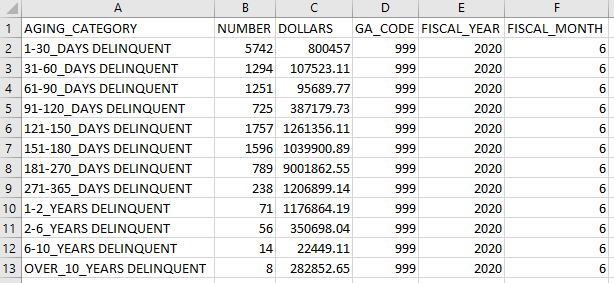 A B C D E F
1 AGING_CATEGORY NUMBER DOLLARS GA_CODE FISCAL_YEAR FISCAL_MONTH
2 1-30_DAYS DELINQUENT 5742 800457 999 2020 6
3 31-60_DAYS DELINQUENT 1294 107523.11 999 2020 6
4 61-90_DAYS DELINQUENT 1251 95689.77 999 2020 6
5 91-120_DAYS DELINQUENT 725 387179.73 999 2020 6
6 121-150_DAYS DELINQUENT 1757 1261356.11 999 2020 6
7 151-180_DAYS DELINQUENT 1596 1039900.89 999 2020 6
8 181-270_DAYS DELINQUENT 789 9001862.55 999 2020 6
9 271-365_DAYS DELINQUENT 238 1206899.14 999 2020 6
10 1-2_YEARS DELINQUENT 71 1176864.19 999 2020 6
11 2-6_YEARS DELINQUENT 56 350698.04 999 2020 6
12 6-10_YEARS DELINQUENT 14 22449.11 999 2020 6
13 OVER_10_YEARS DELINQUENT 8 282852.65 999 2020 6